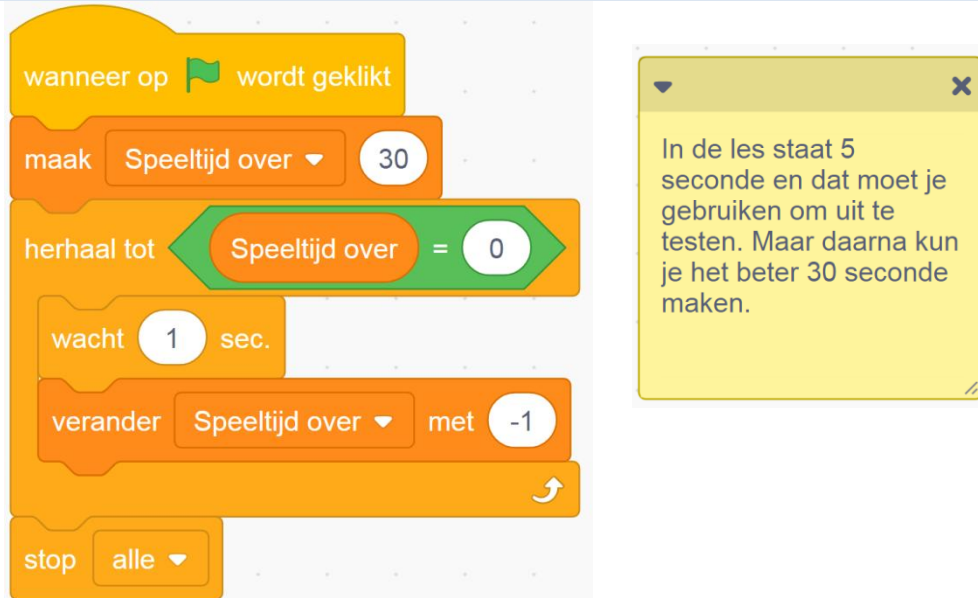 wanneer op wordt geklikt
maak Speeltijd over 30
herhaal tot Speeltijd over = 0
wacht 1 sec.
verander Speeltijd over met -1
stop alle
In de les staat 5
seconde en dat moet je
gebruiken om uit te
testen. Maar daarna kun
je het beter 30 seconde
maken.